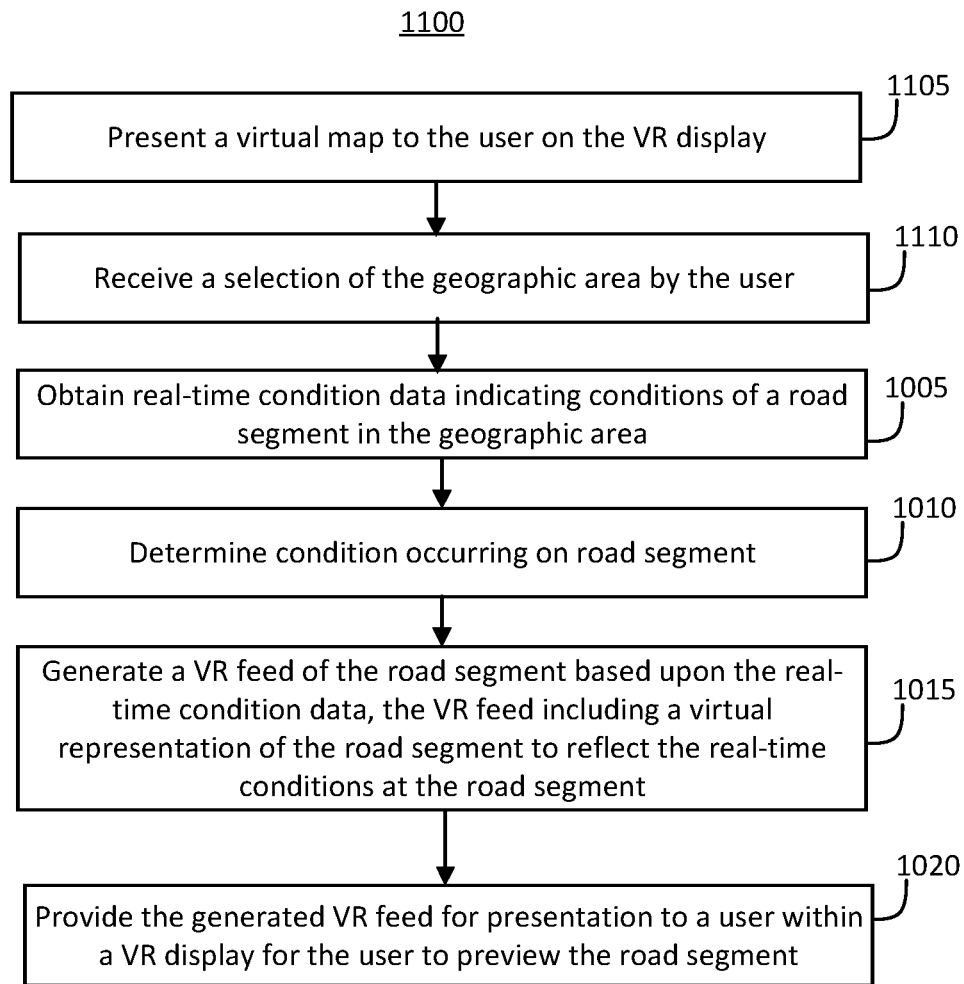 1100
1105
Present a virtual map to the user on the VR display
1110
Receive a selection of the geographic area by the user
1005
Obtain real-time condition data indicating conditions of a road
segment in the geographic area
1010
Determine condition occurring on road segment
1015
Generate a VR feed of the road segment based upon the real-
time condition data, the VR feed including a virtual
representation of the road segment to reflect the real-time
conditions at the road segment
1020
Provide the generated VR feed for presentation to a user within
a VR display for the user to preview the road segment